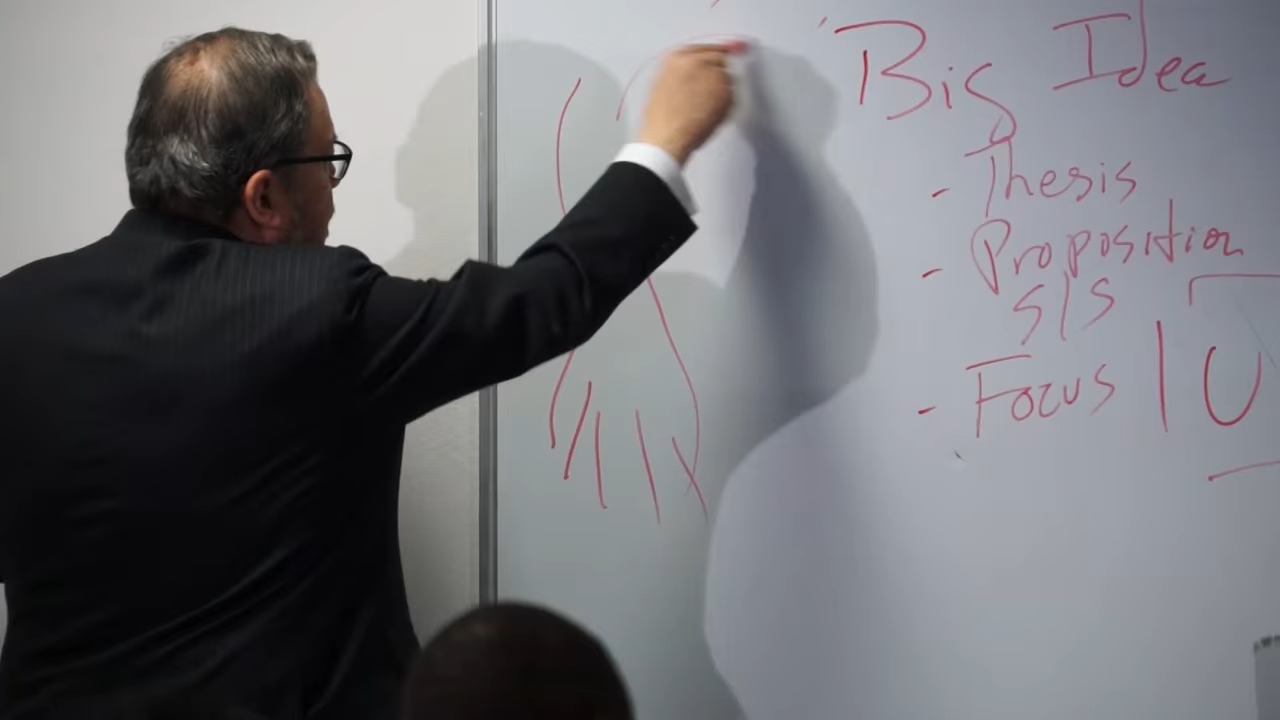 Big Idea
- Thesis
- Proposition
s/s
- Focus | U